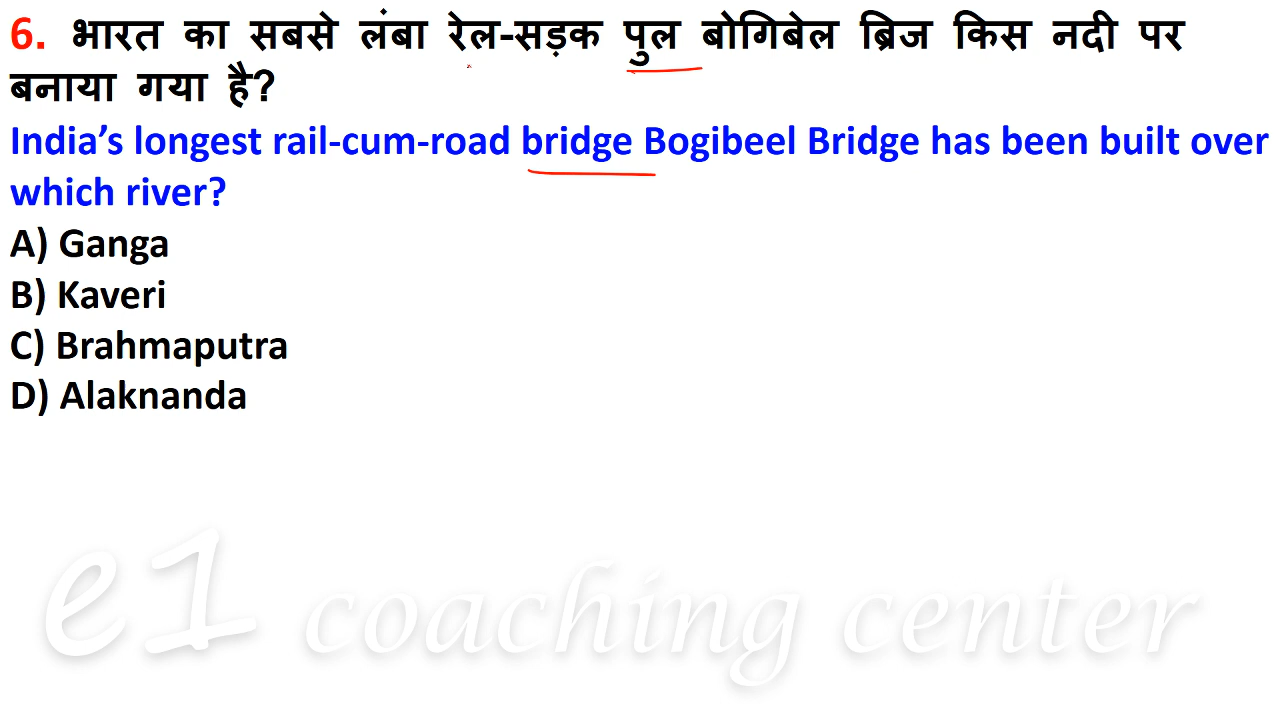 6. भारत का सबसे लंबा रेल-सड़क पुल बोगिबेल ब्रिज किस नदी पर
बनाया गया है?
India’s longest rail-cum-road bridge Bogibeel Bridge has been built over
which river?
A) Ganga
B) Kaveri
C) Brahmaputra
D) Alaknanda
e1 coaching center